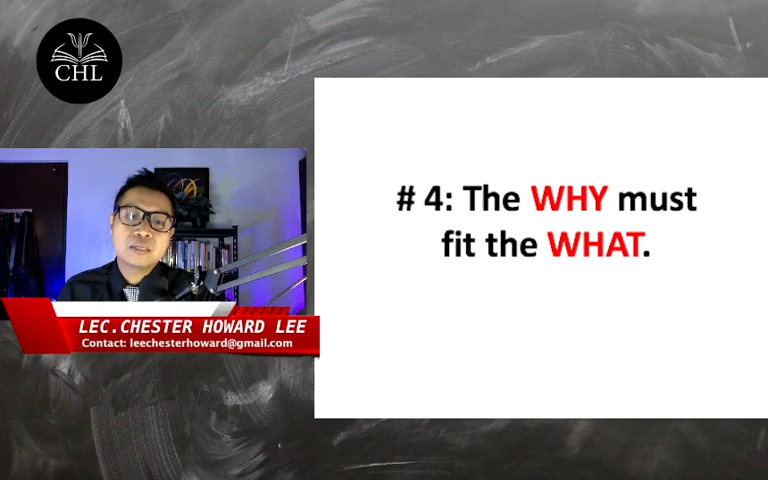 CHL
# 4: The WHY must
fit the WHAT.
LEC.CHESTER HOWARD LEE
Contact: leechesterhoward@gmail.com